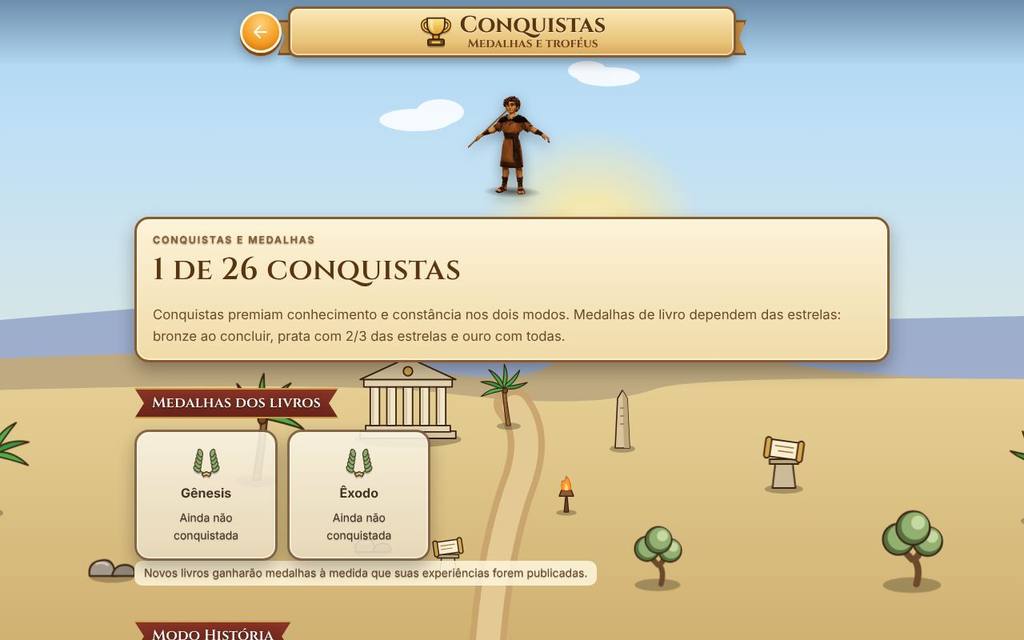 Conquistas
Medalhas e troféus
CONQUISTAS E MEDALHAS
1 de 26 conquistas
Conquistas premiam conhecimento e constância nos dois modos. Medalhas de livro dependem das estrelas:
bronze ao concluir, prata com 2/3 das estrelas e ouro com todas.
Medalhas dos livros
Gênesis
Ainda não
conquistada
Êxodo
Ainda não
conquistada
Novos livros ganharão medalhas à medida que suas experiências forem publicadas.
Modo História